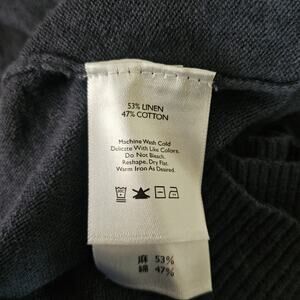 53% LINEN
47% COTTON
Machine Wash Cold
Delicate With Like Colors.
Do Not Bleach.
Reshape, Dry Flat.
Warm Iron As Desired.
麻 53%
綿 47%